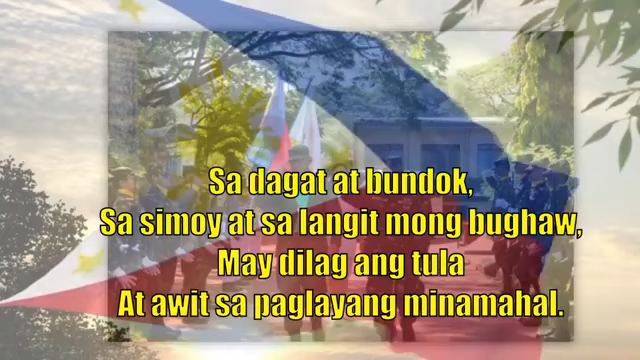 Sa dagat at bundok,
Sa simoy at sa langit mong bughaw,
May dilag ang tula
At awit sa paglayang minamahal.